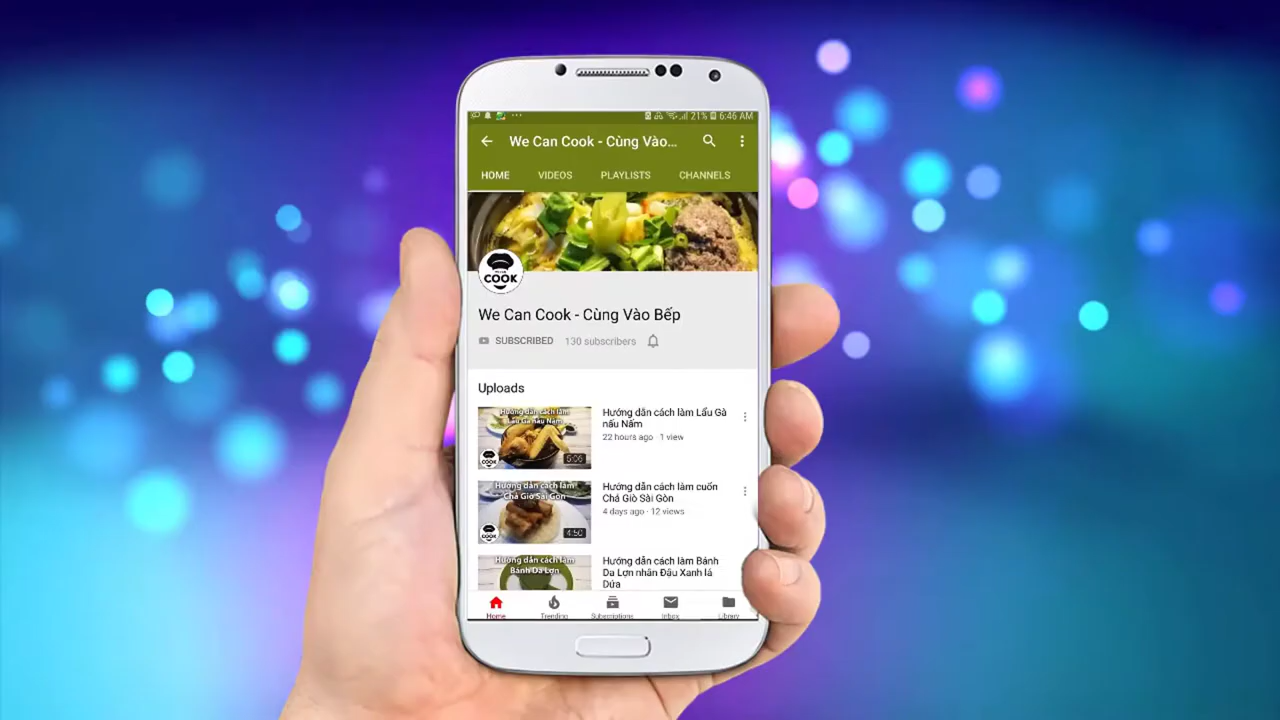 21% 6:46 AM
We Can Cook - Cùng Vào...
HOME VIDEOS PLAYLISTS CHANNELS
COOK
We Can Cook - Cùng Vào Bếp
SUBSCRIBED 130 subscribers
Uploads
Hướng dẫn cách làm
Lẩu Gà nấu Nấm
COOK
5:06
Hướng dẫn cách làm Lẩu Gà
nấu Nấm
22 hours ago · 1 view
Hướng dẫn cách làm
Chả Giò Sài Gòn
COOK
4:50
Hướng dẫn cách làm cuốn
Chả Giò Sài Gòn
4 days ago · 12 views
Hướng dẫn cách làm
Bánh Da Lợn
Hướng dẫn cách làm Bánh
Da Lợn nhân Đậu Xanh lá
Dứa
Home Trending Subscriptions Inbox Library